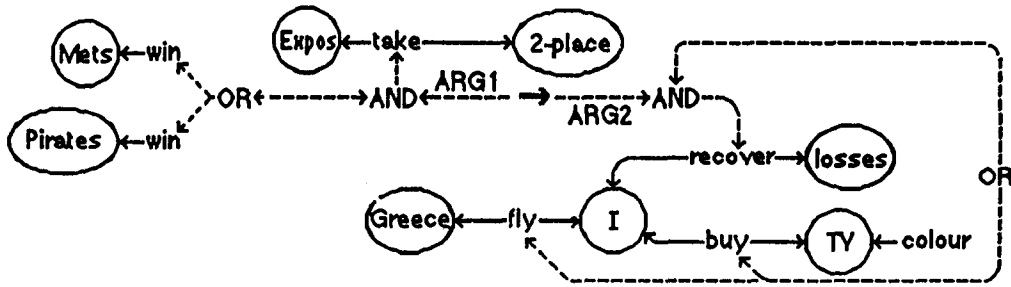 Expos take 2-place
Mets win
OR AND ARG1 → ARG2 AND
Pirates win
recover losses
OR
Greece fly I buy TY colour